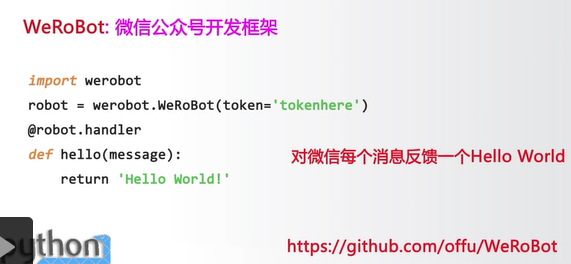 WeRoBot: 微信公众号开发框架
import werobot
robot = werobot.WeRoBot(token='tokenhere')
@robot.handler
def hello(message):
    return 'Hello World!'
对微信每个消息反馈一个Hello World
python
https://github.com/offu/WeRoBot